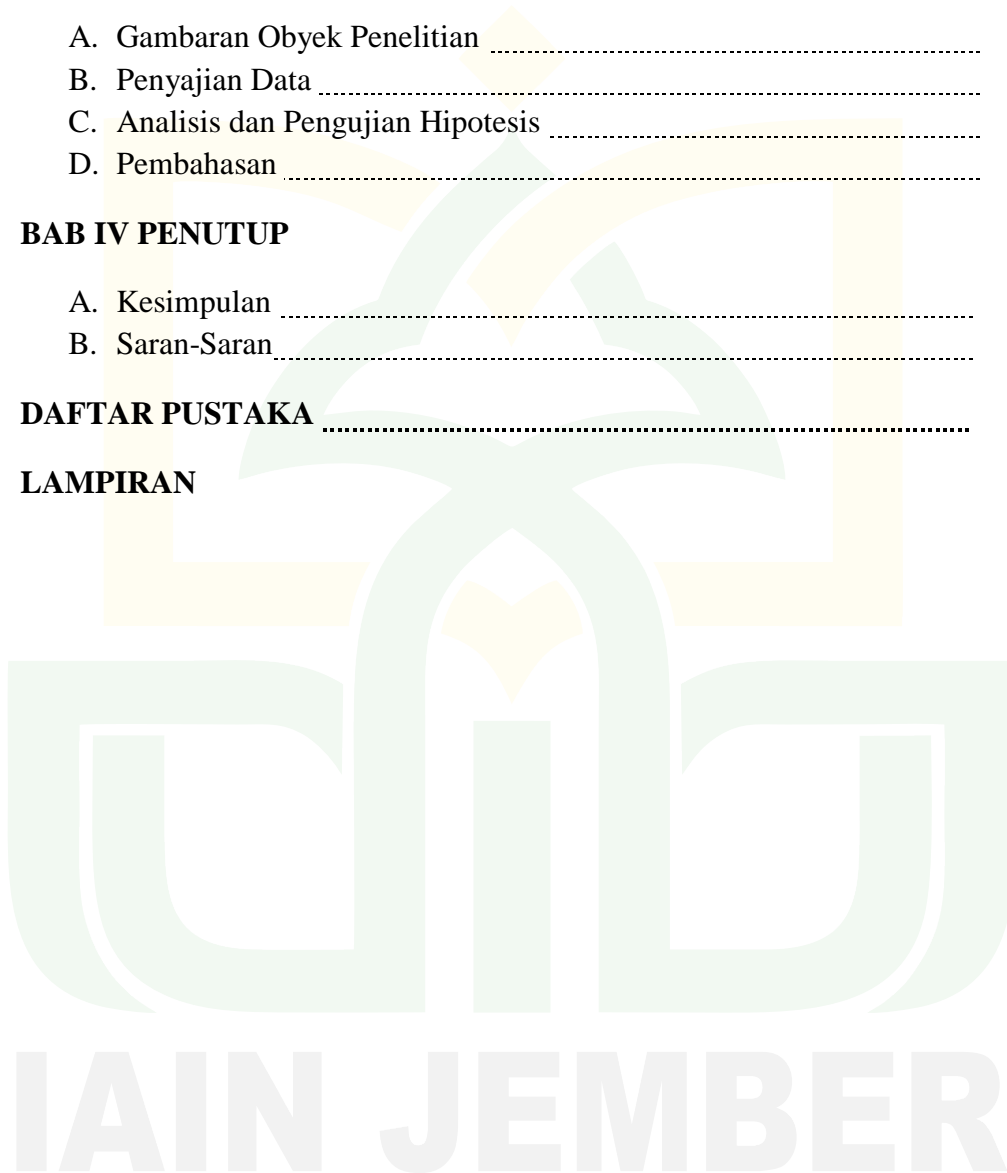 A. Gambaran Obyek Penelitian
B. Penyajian Data
C. Analisis dan Pengujian Hipotesis
D. Pembahasan
BAB IV PENUTUP
A. Kesimpulan
B. Saran-Saran
DAFTAR PUSTAKA
LAMPIRAN
IAIN JEMBER